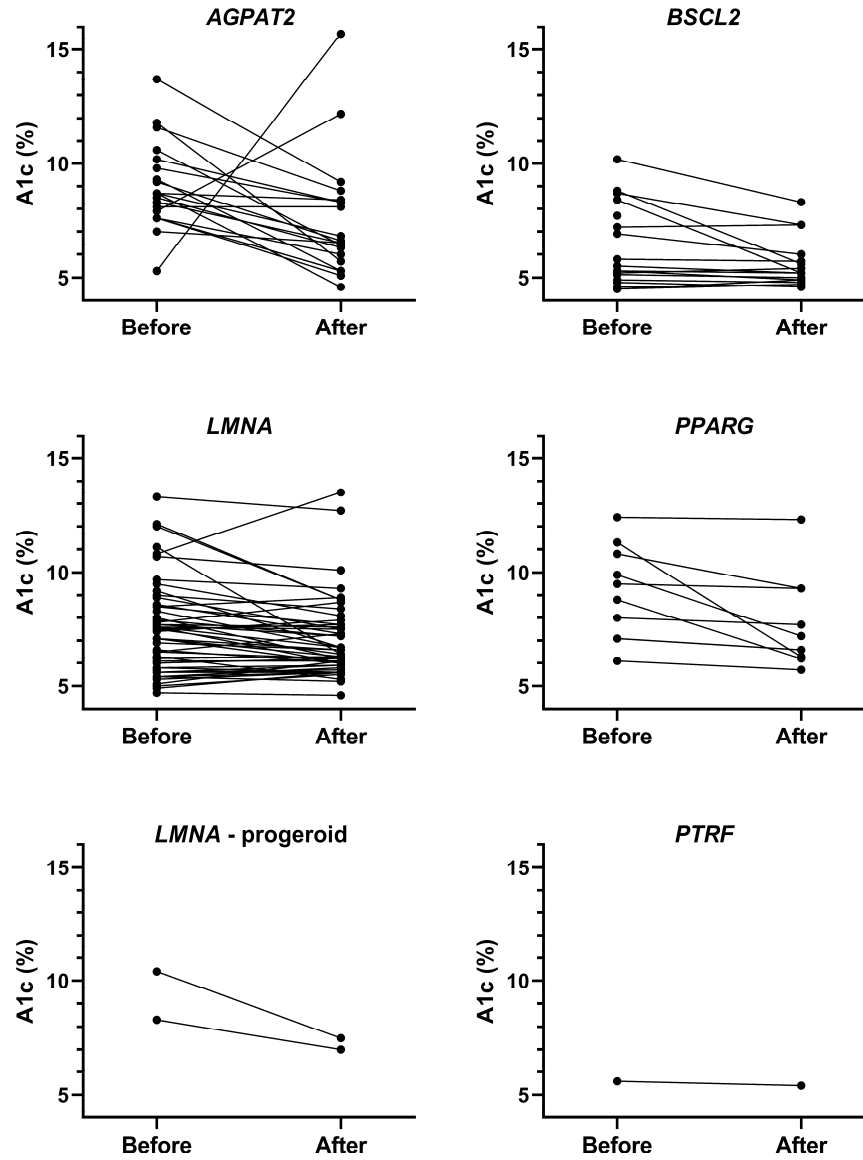 AGPAT2
A1c (%)
15
10
5
Before After
BSCL2
A1c (%)
15
10
5
Before After
LMNA
A1c (%)
15
10
5
Before After
PPARG
A1c (%)
15
10
5
Before After
LMNA - progeroid
A1c (%)
15
10
5
Before After
PTRF
A1c (%)
15
10
5
Before After